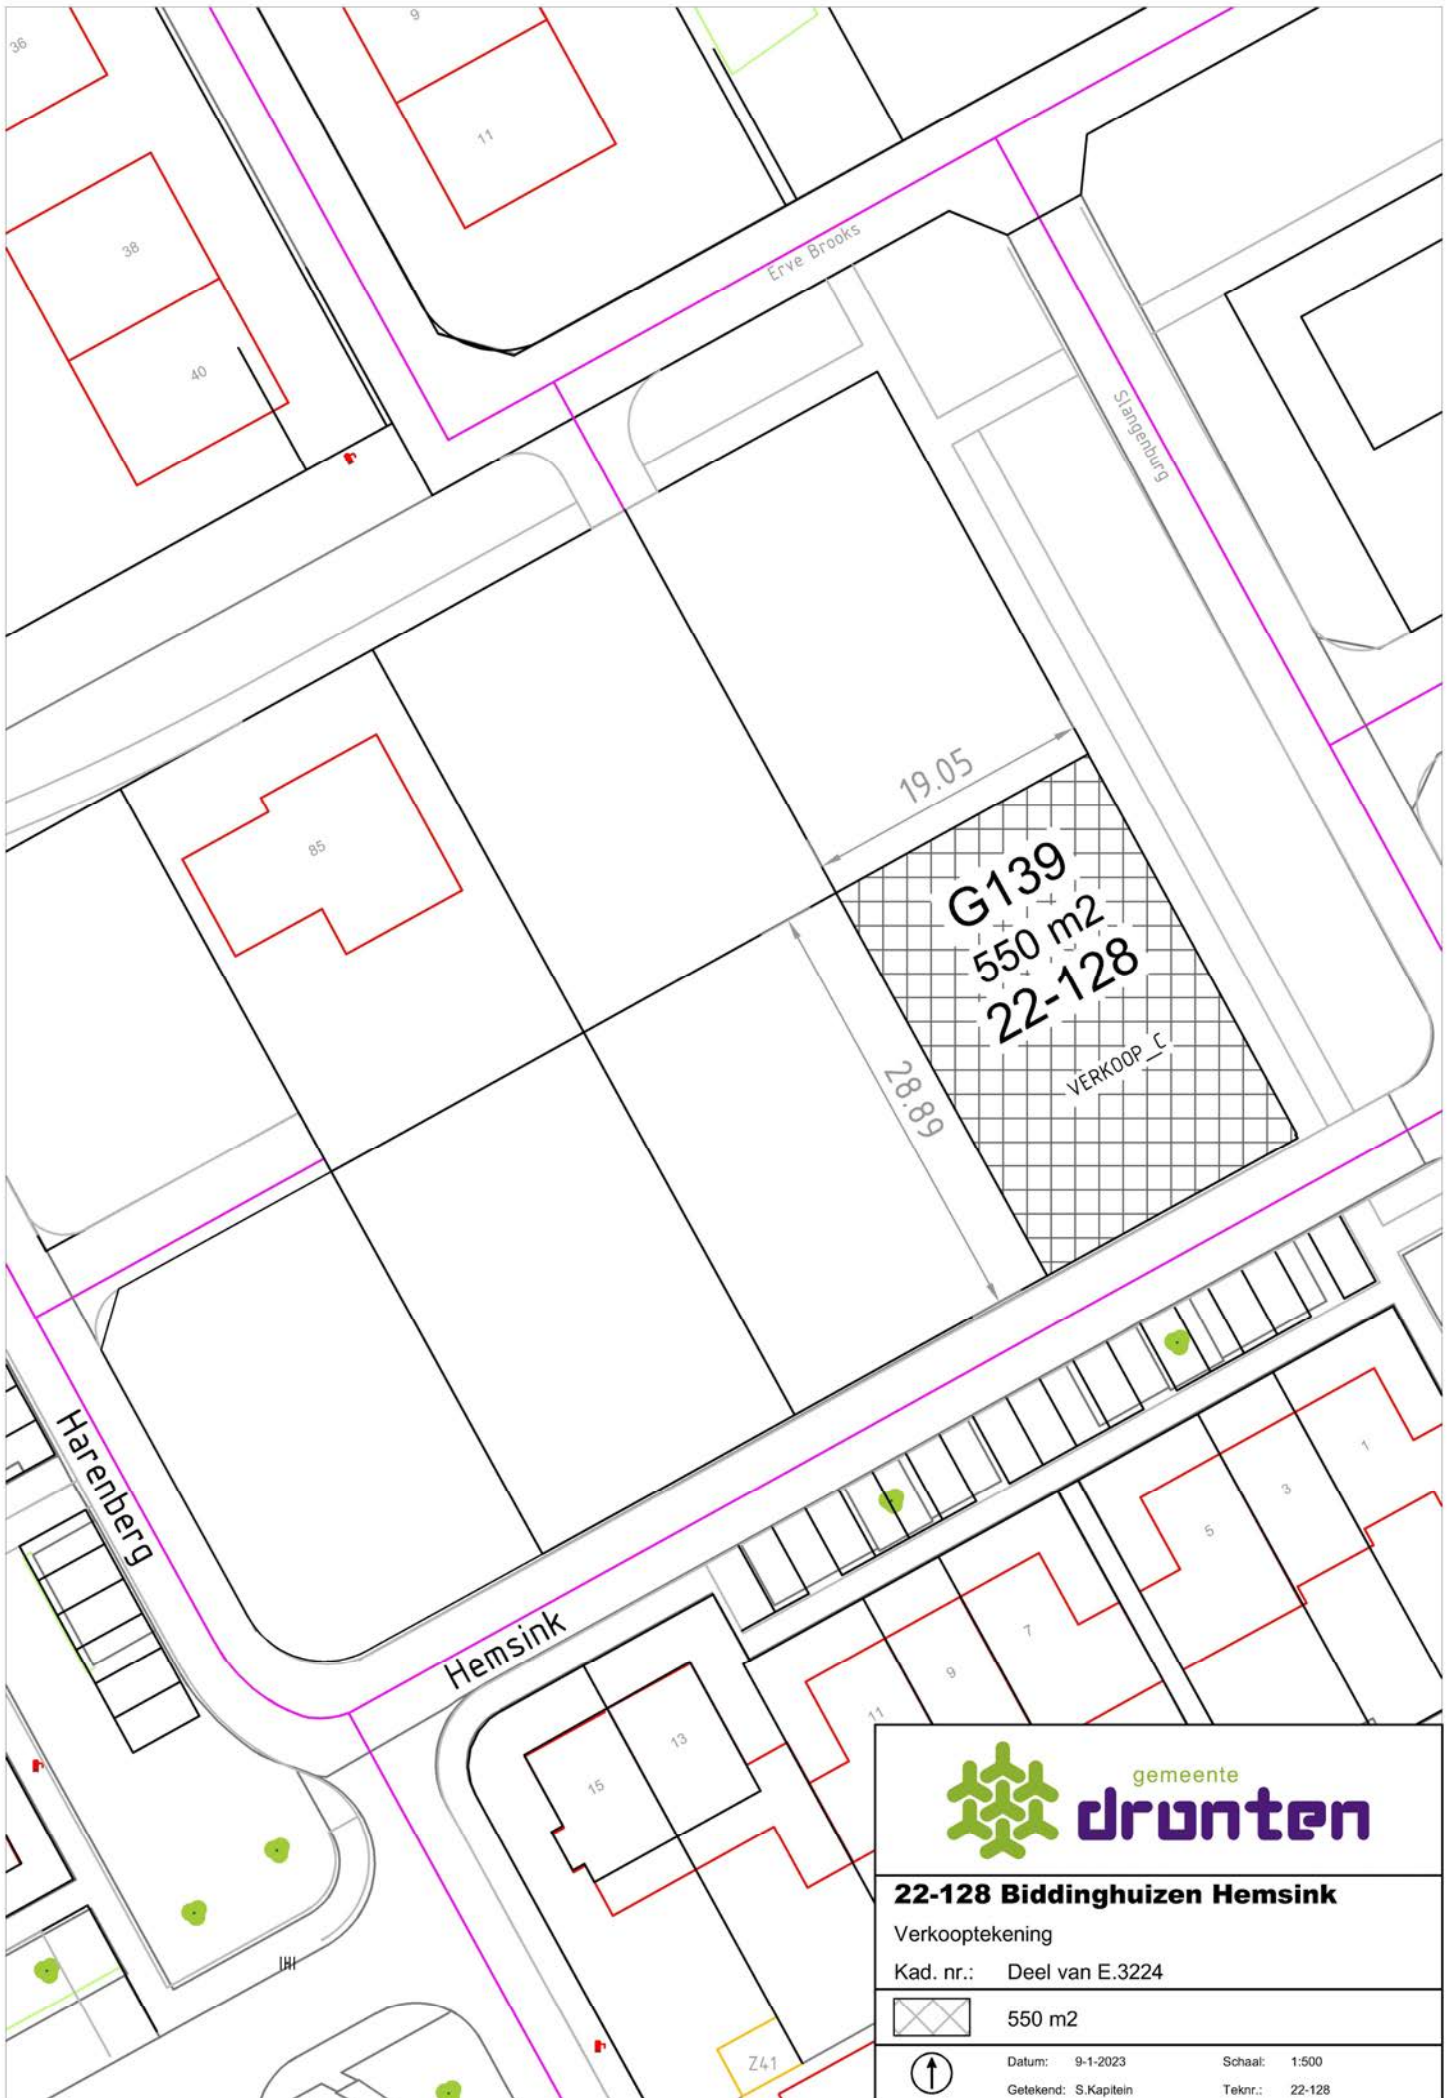 36
9
11
38
40
Erve Brooks
Slangenburg
85
19.05
G139
550 m2
22-128
VERKOOP_C
28.89
Harenberg
Hemsink
1
3
5
7
9
11
13
15
Z41
gemeente
dronten
22-128 Biddinghuizen Hemsink
Verkooptekening
Kad. nr.: Deel van E.3224
550 m2
Datum: 9-1-2023 Schaal: 1:500
Getekend: S.Kapitein Teknr.: 22-128